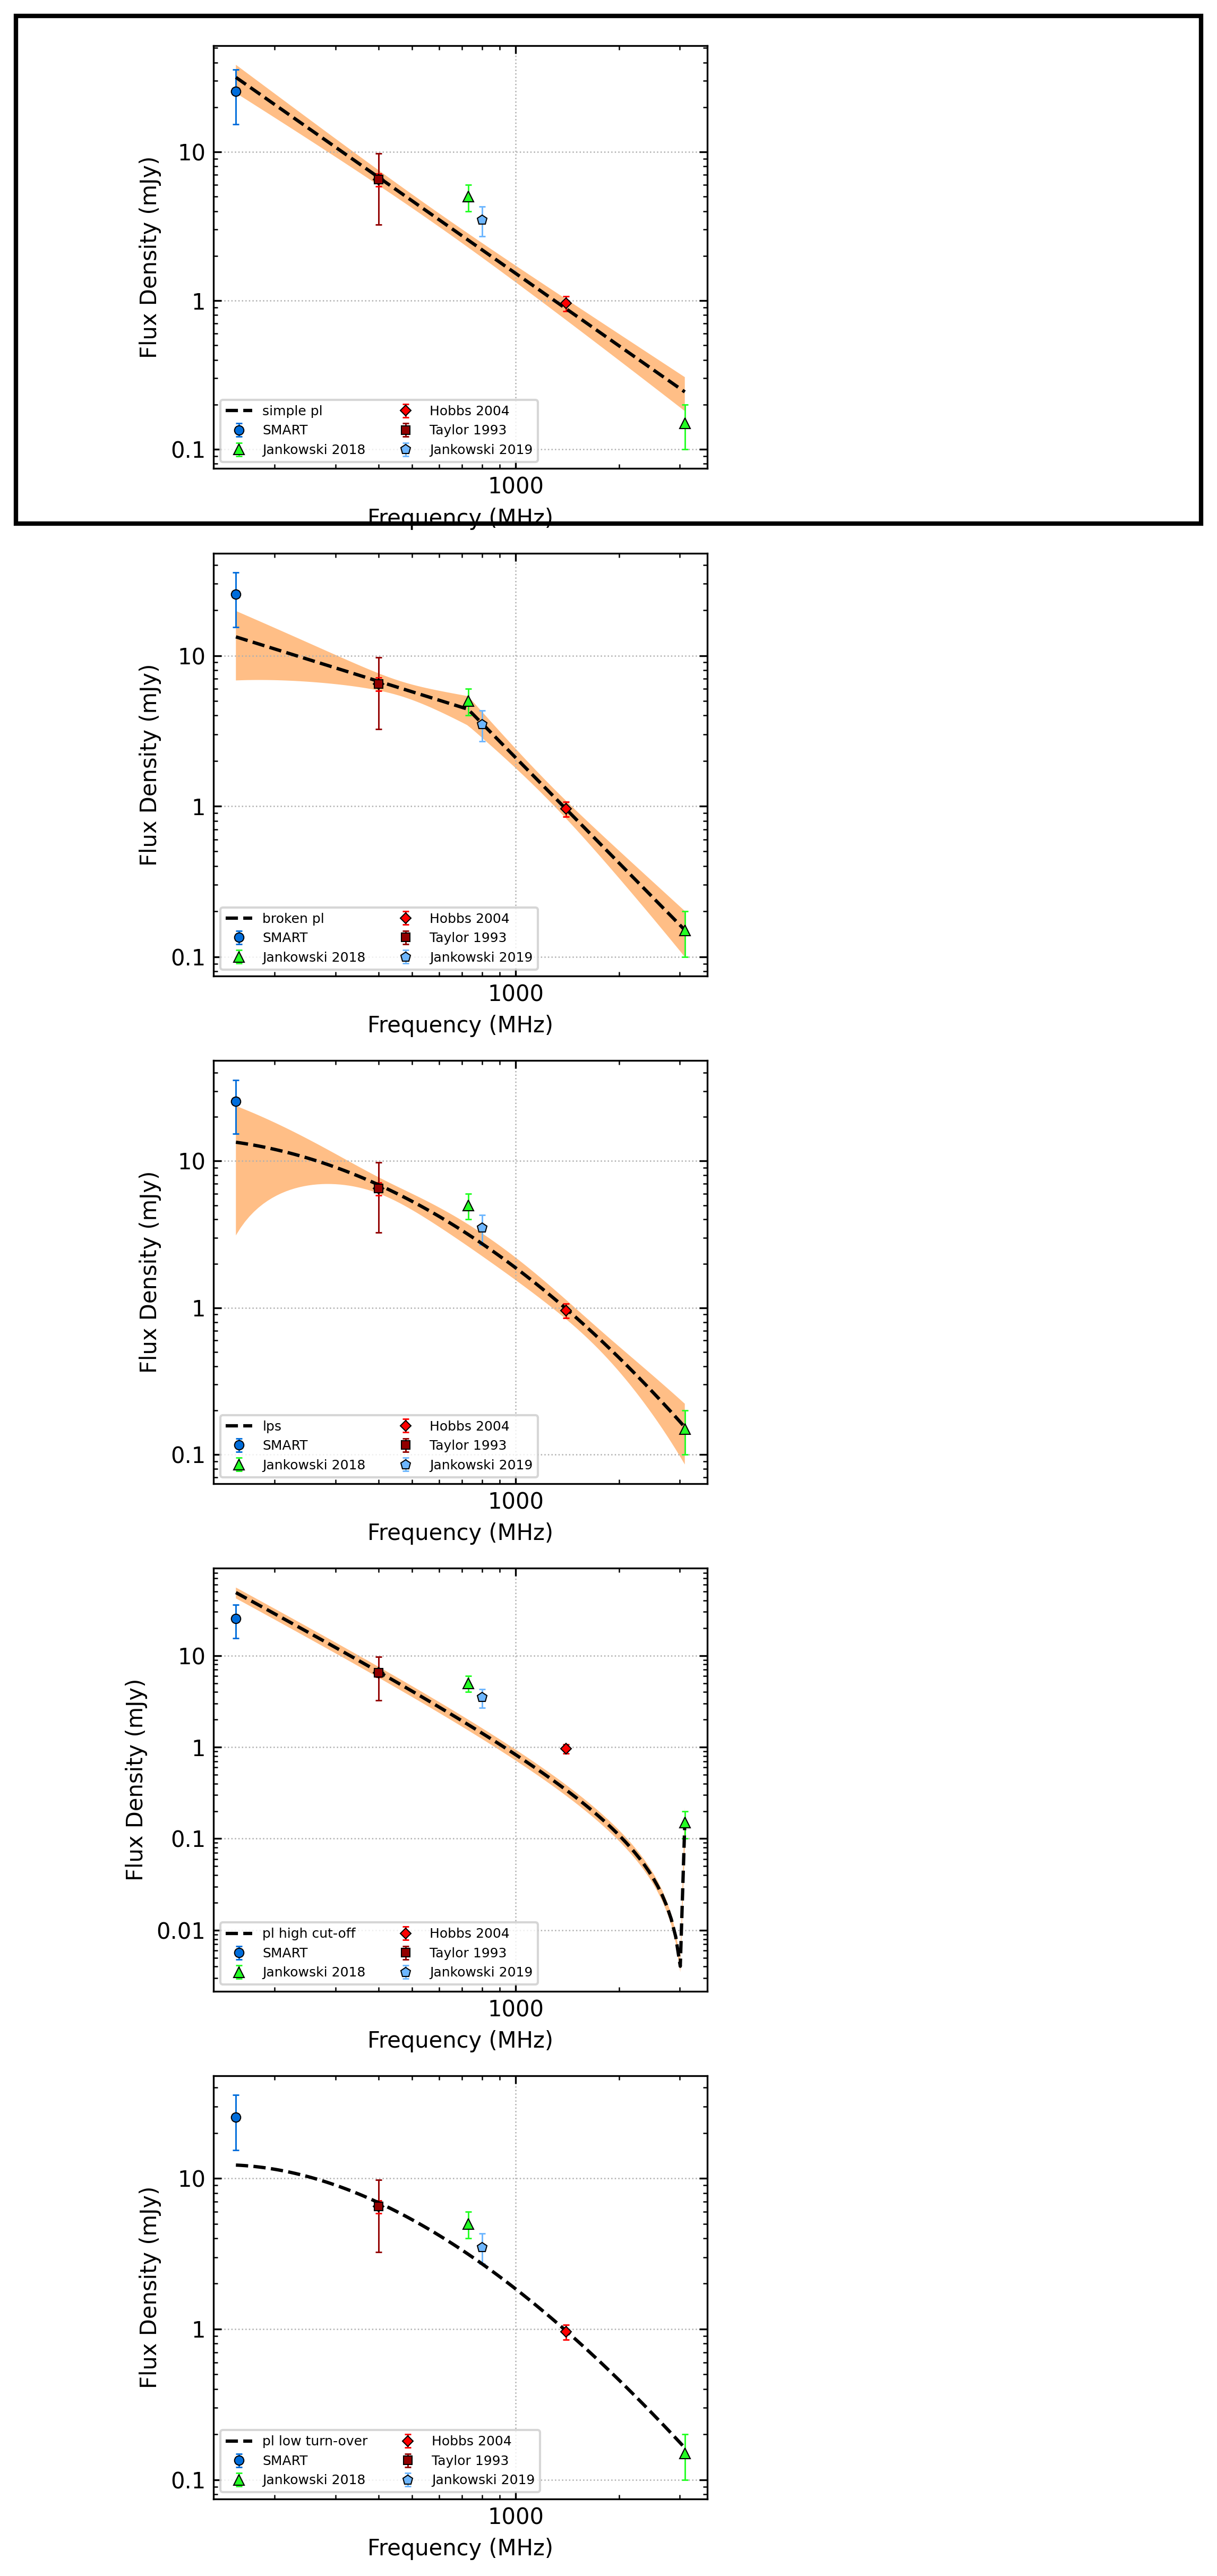 Flux Density (mJy)
10
1
0.1
simple pl
SMART
Jankowski 2018
Hobbs 2004
Taylor 1993
Jankowski 2019
1000
Frequency (MHz)
Flux Density (mJy)
10
1
0.1
broken pl
SMART
Jankowski 2018
Hobbs 2004
Taylor 1993
Jankowski 2019
1000
Frequency (MHz)
Flux Density (mJy)
10
1
0.1
lps
SMART
Jankowski 2018
Hobbs 2004
Taylor 1993
Jankowski 2019
1000
Frequency (MHz)
Flux Density (mJy)
10
1
0.1
0.01
pl high cut-off
SMART
Jankowski 2018
Hobbs 2004
Taylor 1993
Jankowski 2019
1000
Frequency (MHz)
Flux Density (mJy)
10
1
0.1
pl low turn-over
SMART
Jankowski 2018
Hobbs 2004
Taylor 1993
Jankowski 2019
1000
Frequency (MHz)